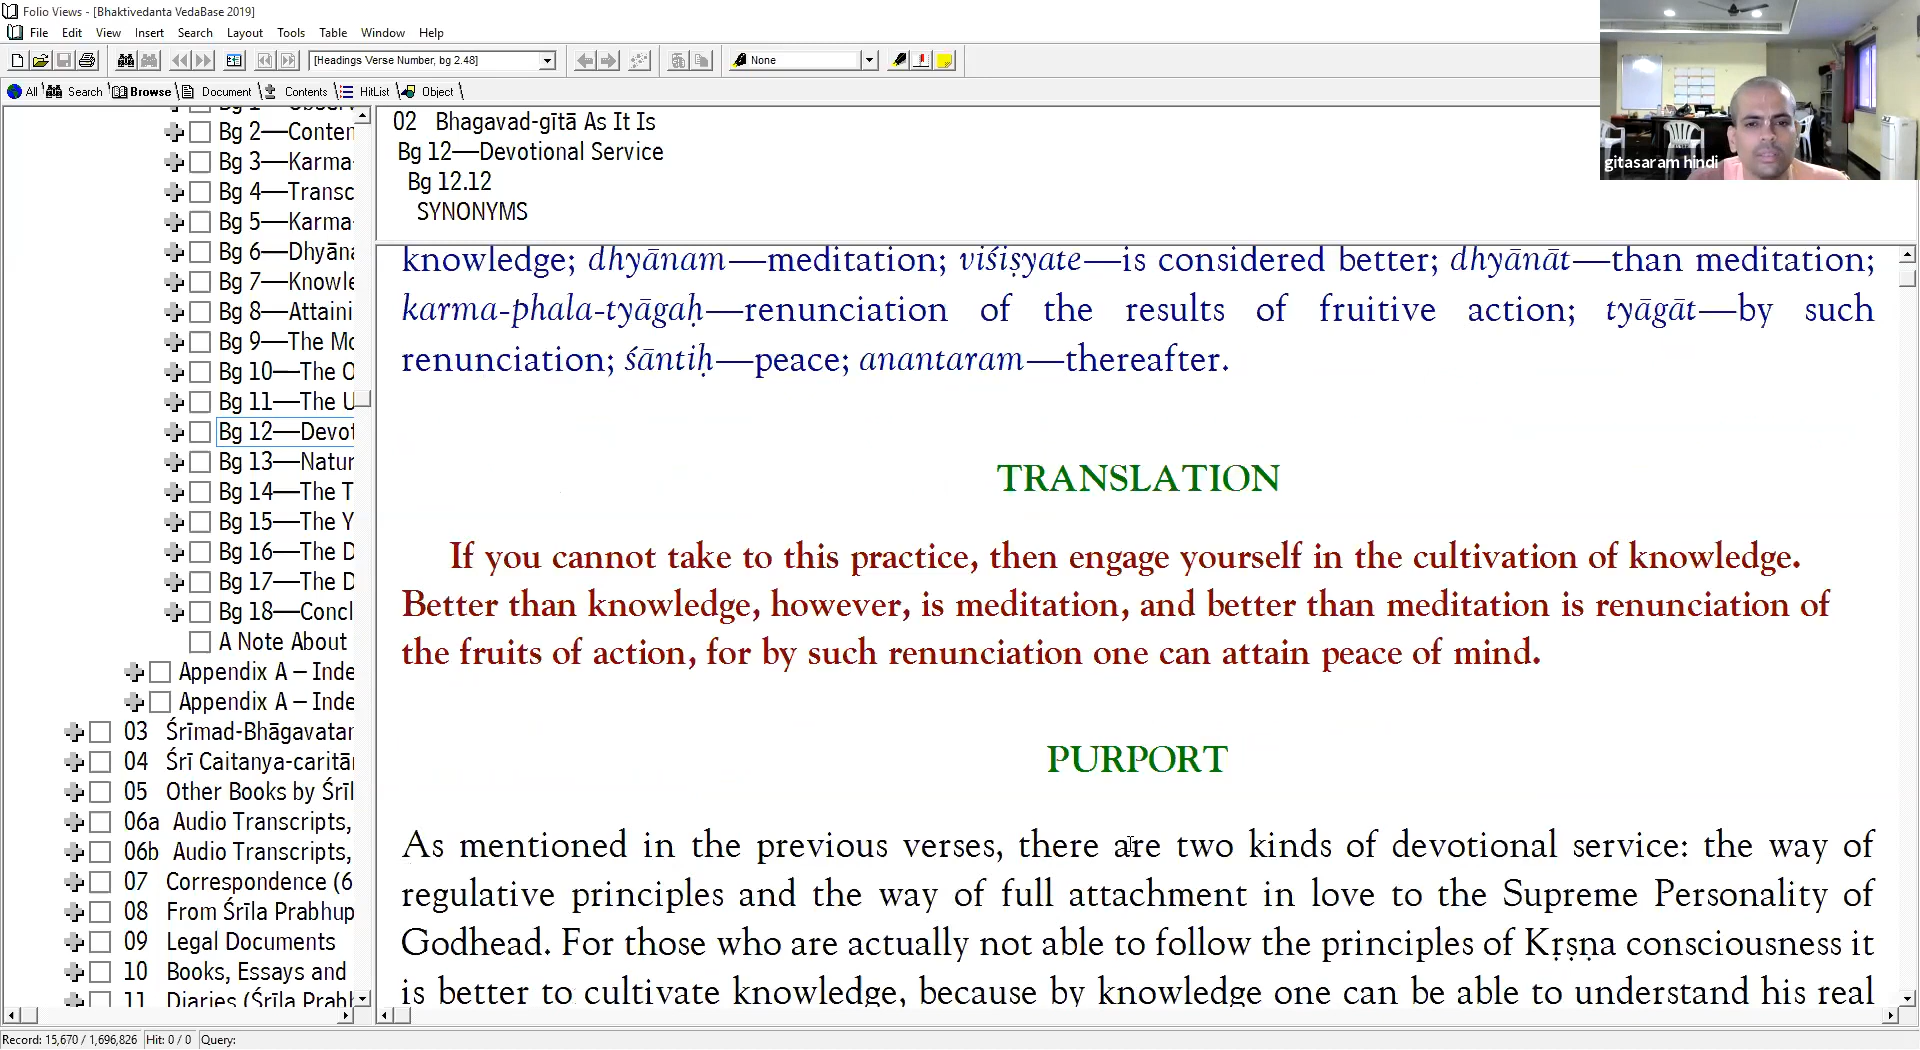 Folio Views - [Bhaktivedanta VedaBase 2019]
File Edit View Insert Search Layout Tools Table Window Help
[Headings Verse Number, bg 2.48] None
All Search Browse Document Contents HitList Object
gitasaram hindi
Bg 2—Conten
Bg 3—Karma-
Bg 4—Transc
Bg 5—Karma-
Bg 6—Dhyāna
Bg 7—Knowle
Bg 8—Attaini
Bg 9—The Mo
Bg 10—The O
Bg 11—The U
Bg 12—Devot
Bg 13—Natur
Bg 14—The T
Bg 15—The Y
Bg 16—The D
Bg 17—The D
Bg 18—Concl
A Note About
Appendix A – Inde
Appendix A – Inde
03 Śrīmad-Bhāgavatar
04 Śrī Caitanya-caritār
05 Other Books by Śrīl
06a Audio Transcripts,
06b Audio Transcripts,
07 Correspondence (6
08 From Śrīla Prabhup
09 Legal Documents
10 Books, Essays and
11 Diaries (Śrīla Prabh
02 Bhagavad-gītā As It Is
Bg 12—Devotional Service
Bg 12.12
SYNONYMS
knowledge; dhyānam—meditation; viśiṣyate—is considered better; dhyānāt—than meditation;
karma-phala-tyāgaḥ—renunciation of the results of fruitive action; tyāgāt—by such
renunciation; śāntiḥ—peace; anantaram—thereafter.
TRANSLATION
If you cannot take to this practice, then engage yourself in the cultivation of knowledge.
Better than knowledge, however, is meditation, and better than meditation is renunciation of
the fruits of action, for by such renunciation one can attain peace of mind.
PURPORT
As mentioned in the previous verses, there are two kinds of devotional service: the way of
regulative principles and the way of full attachment in love to the Supreme Personality of
Godhead. For those who are actually not able to follow the principles of Kṛṣṇa consciousness it
is better to cultivate knowledge, because by knowledge one can be able to understand his real
Record: 15,670 / 1,696,826 Hit: 0 / 0 Query: